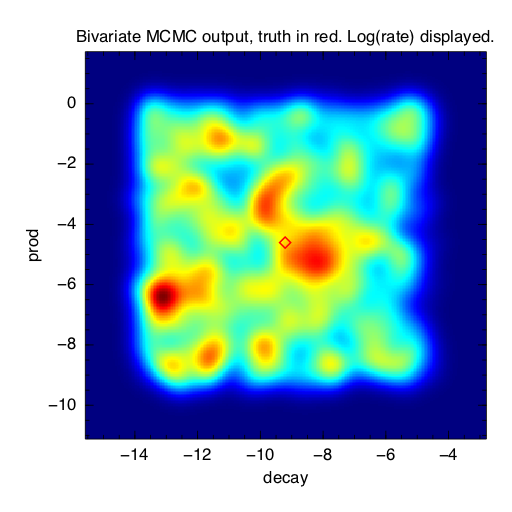 Bivariate MCMC output, truth in red. Log(rate) displayed.
0
−2
−4
−6
−8
−10
prod
−14 −12 −10 −8 −6 −4
decay